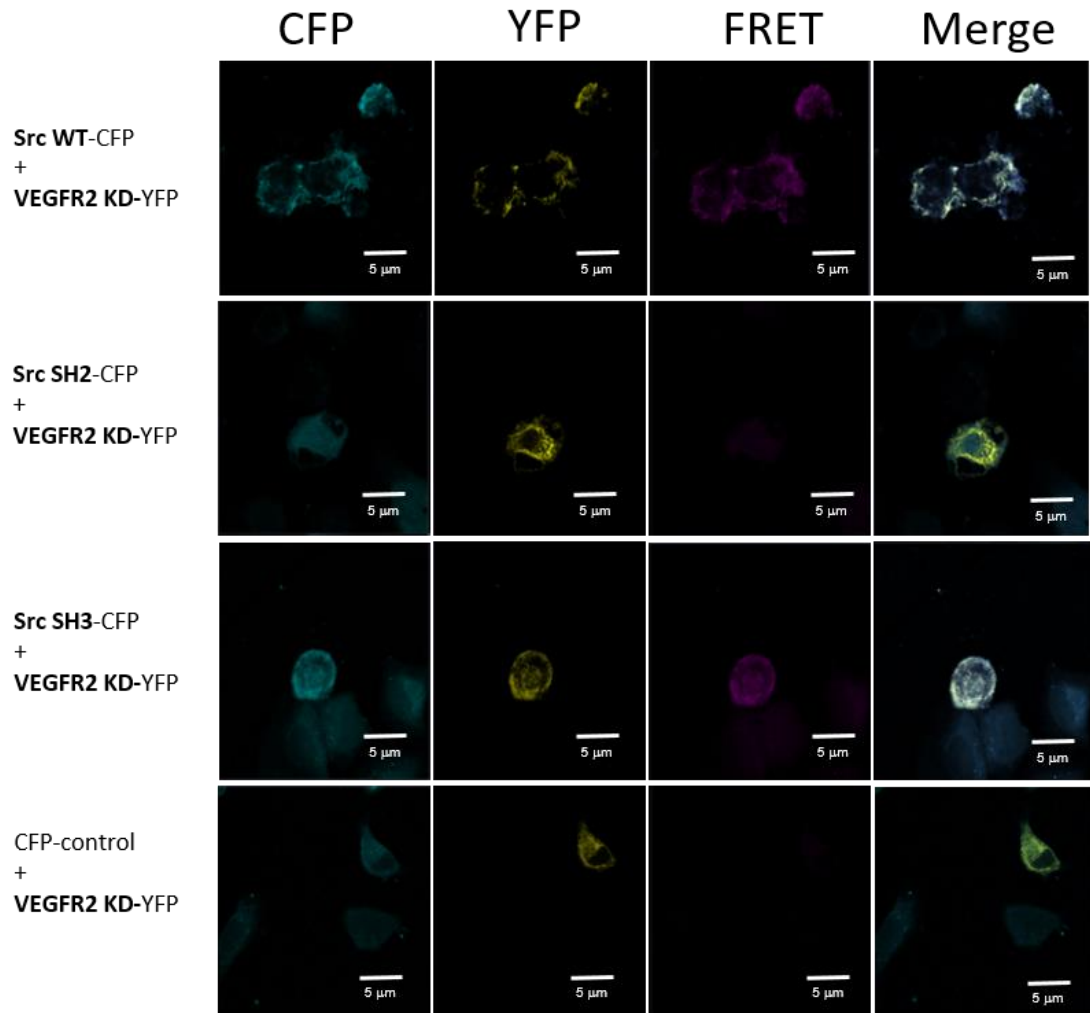 CFP YFP FRET Merge
Src WT-CFP
+
VEGFR2 KD-YFP
5 µm 5 µm 5 µm 5 µm
Src SH2-CFP
+
VEGFR2 KD-YFP
5 µm 5 µm 5 µm 5 µm
Src SH3-CFP
+
VEGFR2 KD-YFP
5 µm 5 µm 5 µm 5 µm
CFP-control
+
VEGFR2 KD-YFP
5 µm 5 µm 5 µm 5 µm